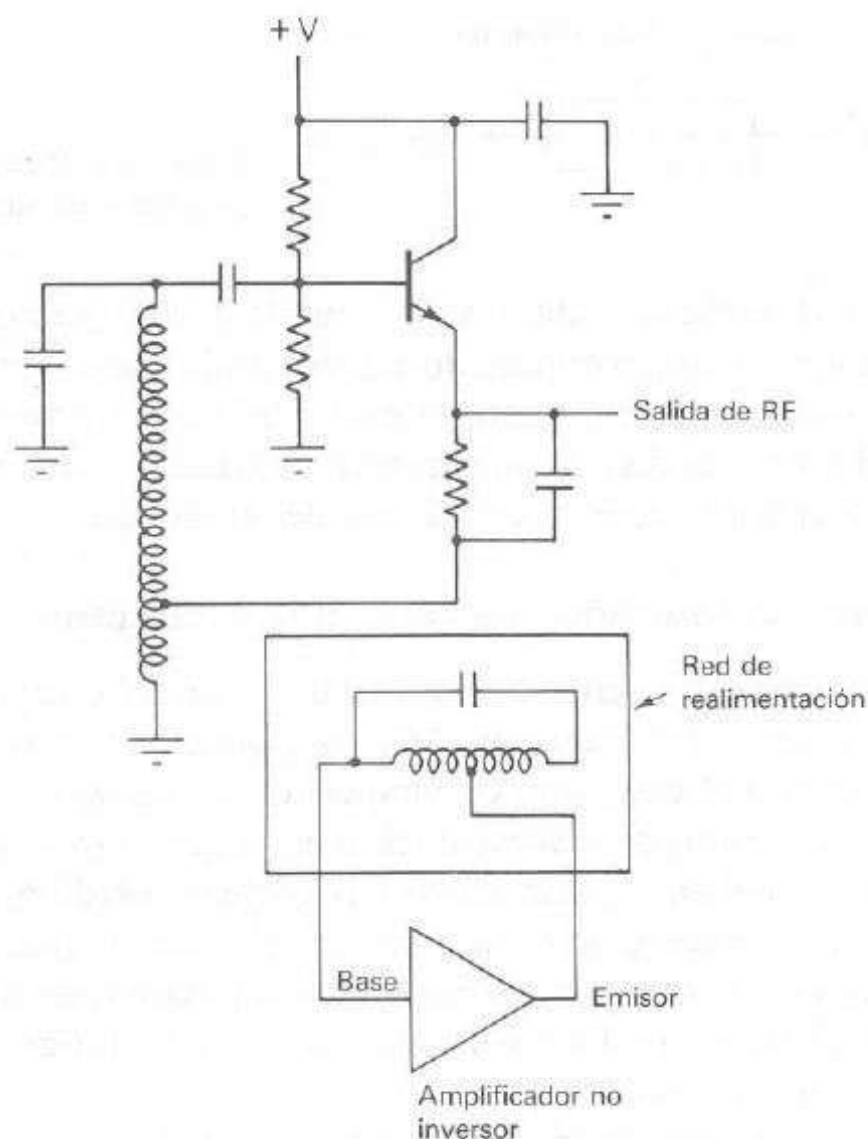 + V
Salida de RF
Red de
realimentación
Base
Emisor
Amplificador no
inversor